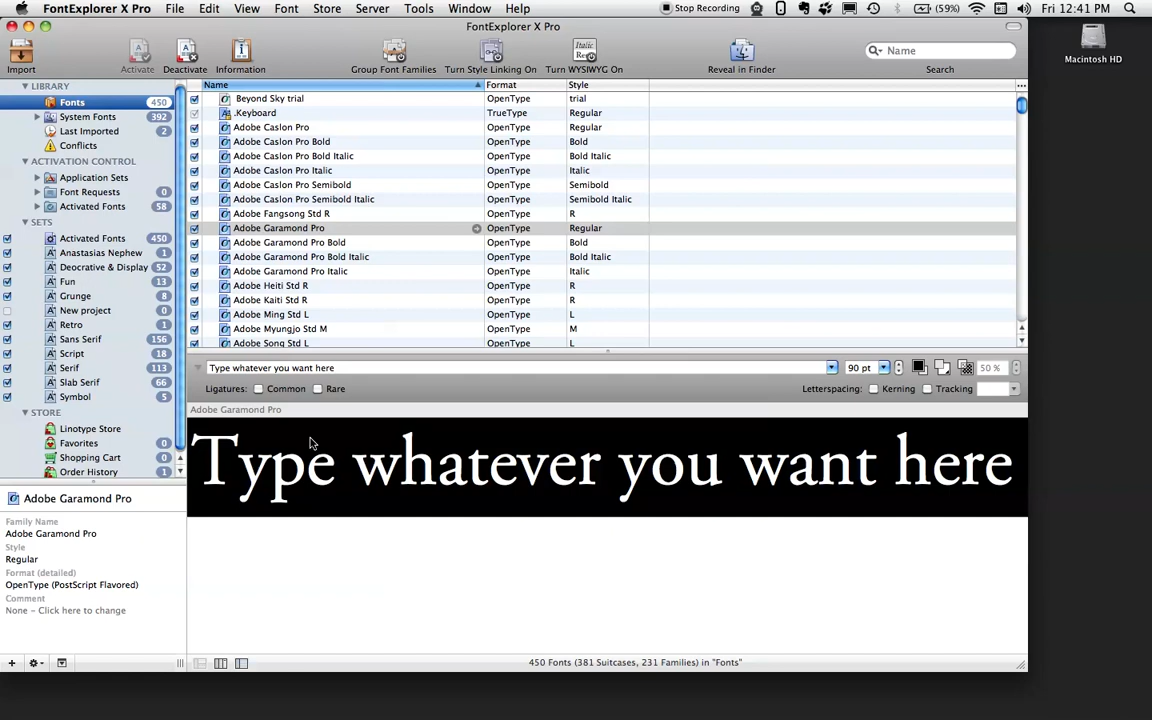 FontExplorer X Pro File Edit View Font Store Server Tools Window Help Stop Recording (59%) Fri 12:41 PM
FontExplorer X Pro
Import Activate Deactivate Information Group Font Families Turn Style Linking On Turn WYSIWYG On Reveal in Finder Search
Italic
Name
Macintosh HD
LIBRARY
Fonts 450
System Fonts 392
Last Imported 2
Conflicts
ACTIVATION CONTROL
Application Sets
Font Requests 0
Activated Fonts 58
SETS
Activated Fonts 450
Anastasias Nephew 1
Deocrative & Display 52
Fun 13
Grunge 8
New project 0
Retro 1
Sans Serif 156
Script 18
Serif 113
Slab Serif 66
Symbol 5
STORE
Linotype Store
Favorites 0
Shopping Cart 0
Order History 0
Adobe Garamond Pro
Family Name
Adobe Garamond Pro
Style
Regular
Format (detailed)
OpenType (PostScript Flavored)
Comment
None - Click here to change
Name Format Style
Beyond Sky trial OpenType trial
.Keyboard TrueType Regular
Adobe Caslon Pro OpenType Regular
Adobe Caslon Pro Bold OpenType Bold
Adobe Caslon Pro Bold Italic OpenType Bold Italic
Adobe Caslon Pro Italic OpenType Italic
Adobe Caslon Pro Semibold OpenType Semibold
Adobe Caslon Pro Semibold Italic OpenType Semibold Italic
Adobe Fangsong Std R OpenType R
Adobe Garamond Pro OpenType Regular
Adobe Garamond Pro Bold OpenType Bold
Adobe Garamond Pro Bold Italic OpenType Bold Italic
Adobe Garamond Pro Italic OpenType Italic
Adobe Heiti Std R OpenType R
Adobe Kaiti Std R OpenType R
Adobe Ming Std L OpenType L
Adobe Myungjo Std M OpenType M
Adobe Song Std L OpenType L
Type whatever you want here 90 pt 50 %
Ligatures: Common Rare Letterspacing: Kerning Tracking
Adobe Garamond Pro
Type whatever you want here
450 Fonts (381 Suitcases, 231 Families) in "Fonts"